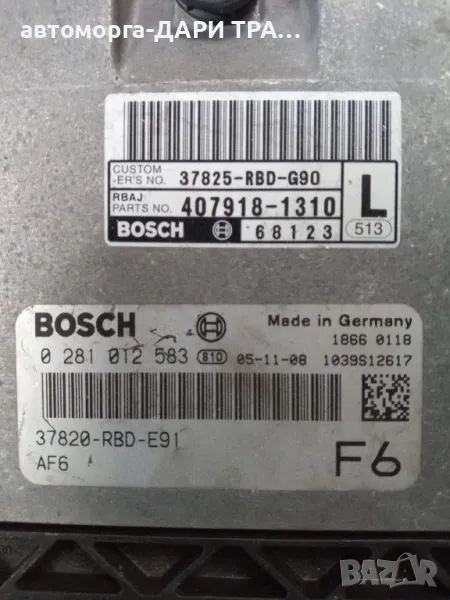 автоморга-ДАРИ ТРА...
CUSTOM
-ER'S NO. 37825-RBD-G90
RBAJ
PARTS NO. 407918-1310
L
BOSCH 68123 513
BOSCH
Made in Germany
1866 0118
0 281 012 583 810 05-11-08 1039S12617
37820-RBD-E91
AF6
F6
BAZAR